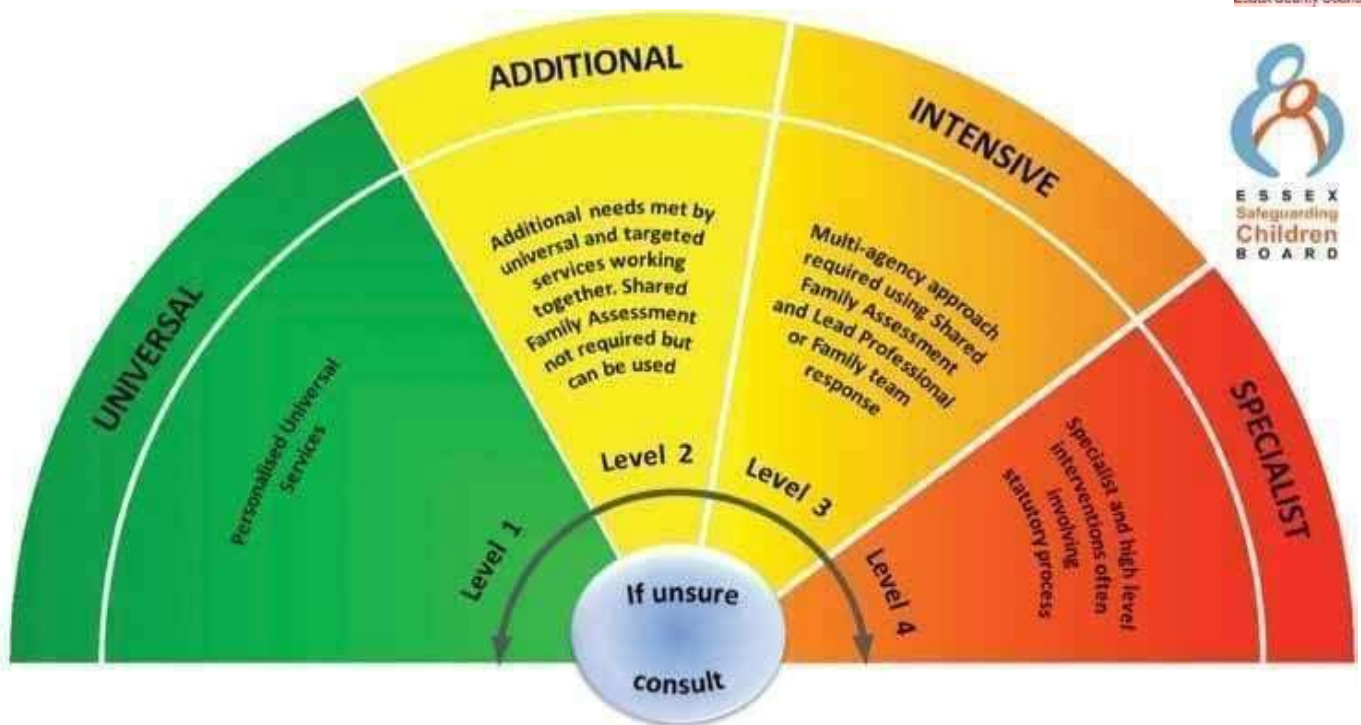 UNIVERSAL
Personalised Universal
Services
Level 1
ADDITIONAL
Additional needs met by
universal and targeted
services working
together. Shared
Family Assessment
not required but
can be used
Level 2
INTENSIVE
Multi-agency approach
required using Shared
Family Assessment
and Lead Professional
or Family team
response
Level 3
SPECIALIST
Specialist and high level
interventions often
involving
statutory process
Level 4
If unsure
consult
ESSEX
Safeguarding
Children
BOARD